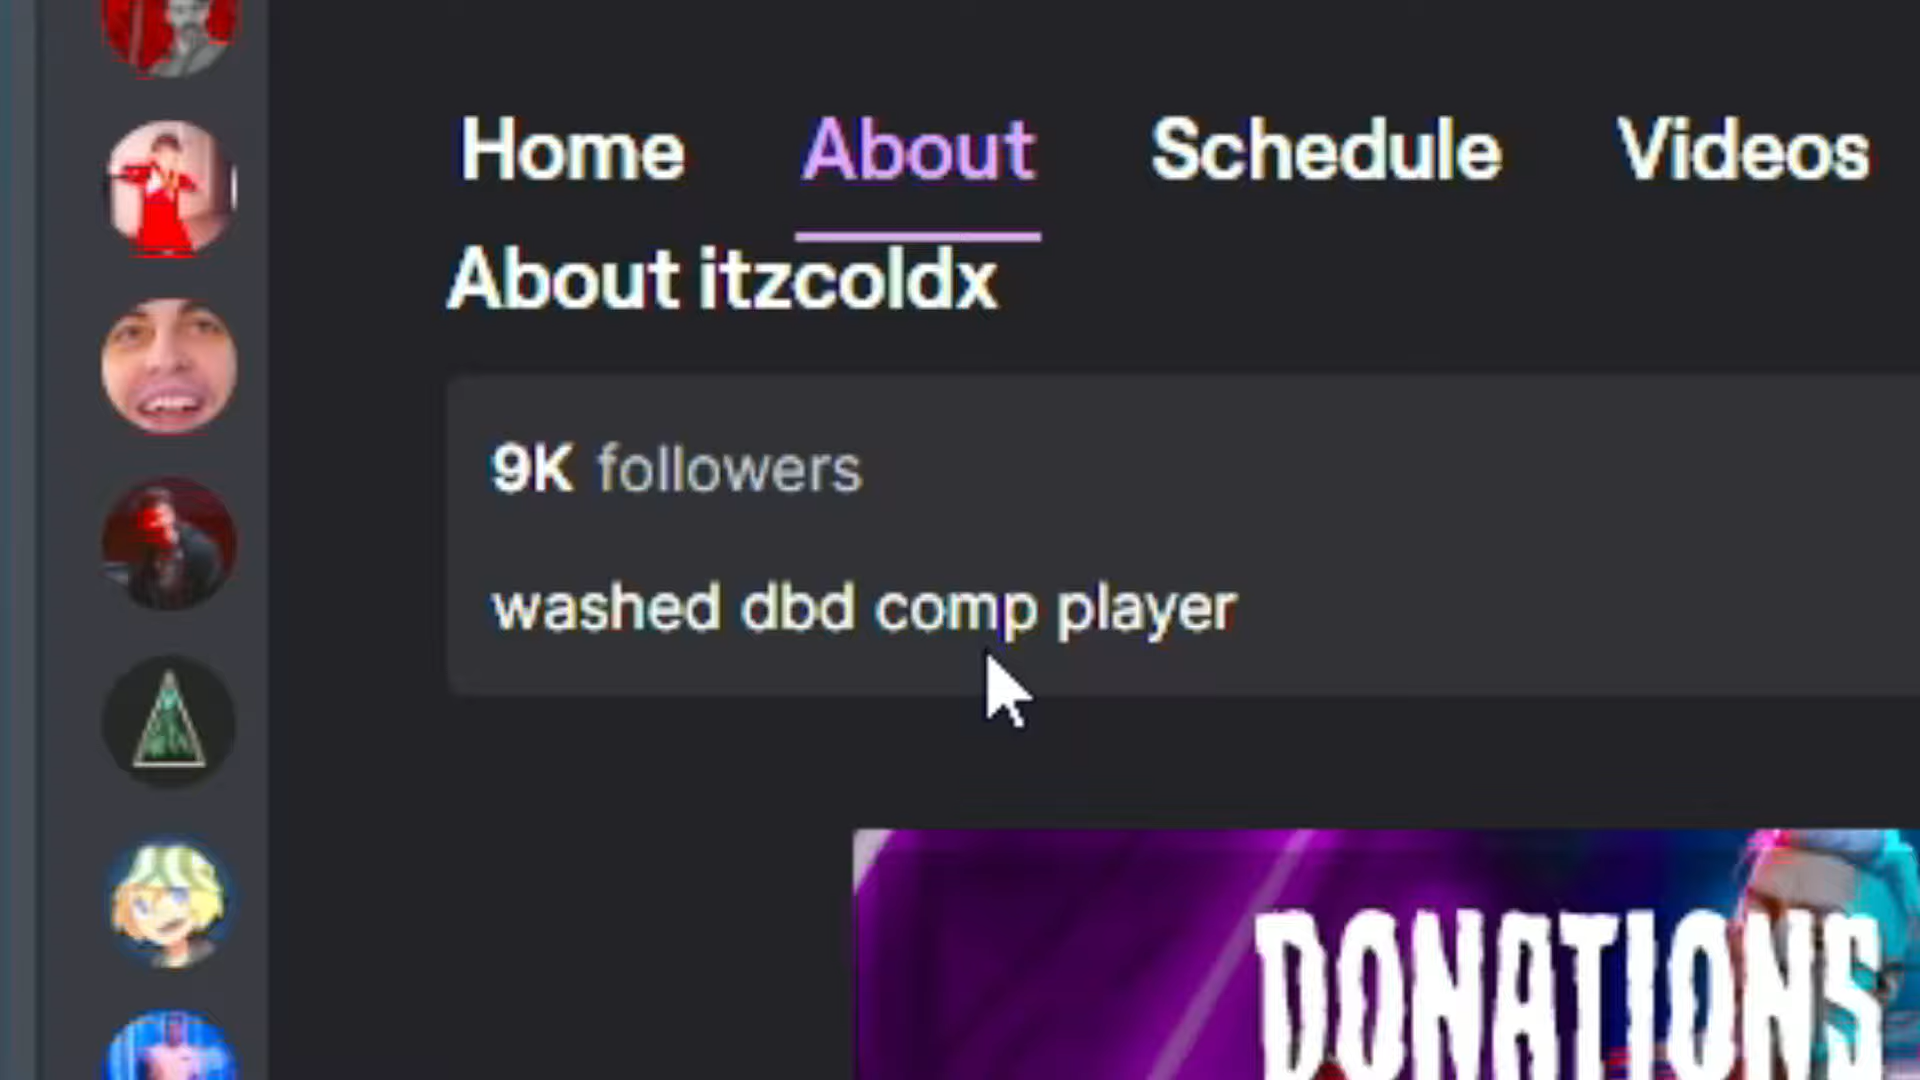 Home About Schedule Videos
About itzcoldx
9K followers
washed dbd comp player
DONATIONS